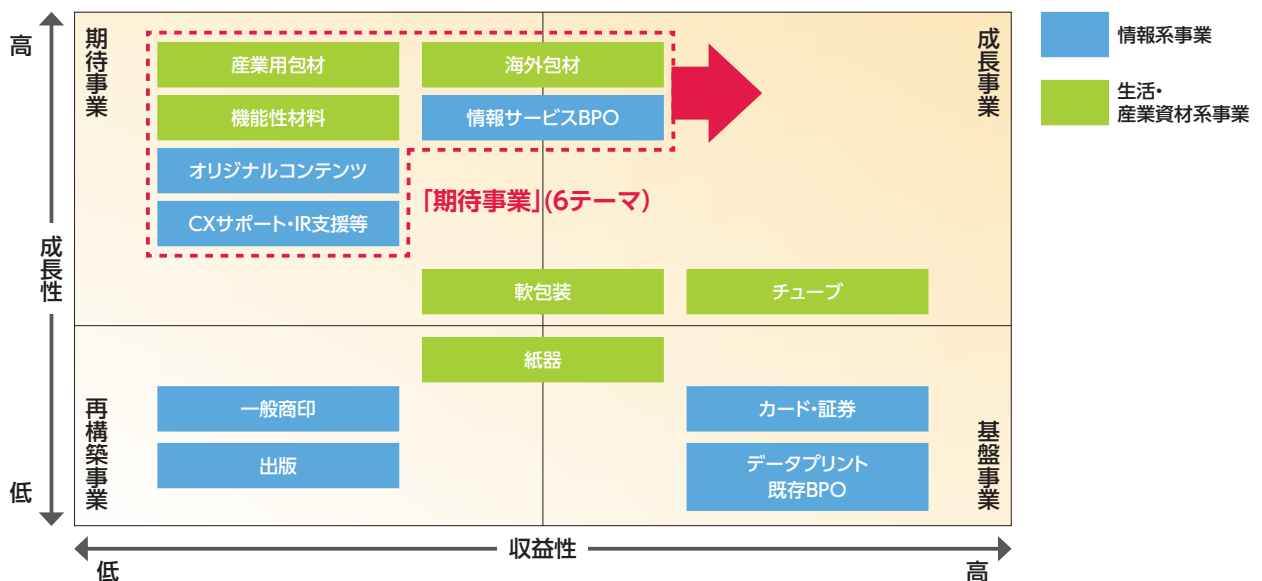 高
期待事業
産業用包材
海外包材
成長事業
機能性材料
情報サービスBPO
オリジナルコンテンツ
CXサポート・IR支援等
「期待事業」(6テーマ)
成長性
軟包装
チューブ
紙器
再構築事業
一般商印
カード・証券
基盤事業
出版
データプリント
既存BPO
低
収益性
低
高
情報系事業
生活・
産業資材系事業